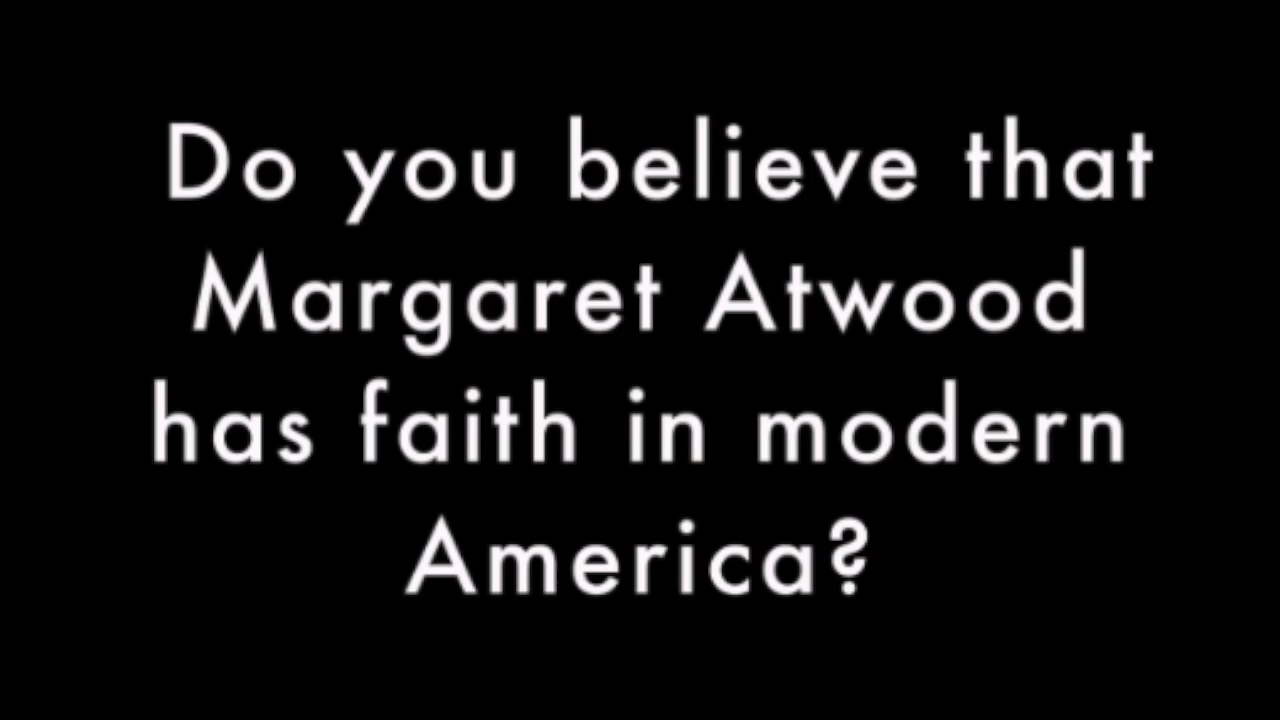 Do you believe that
Margaret Atwood
has faith in modern
America?